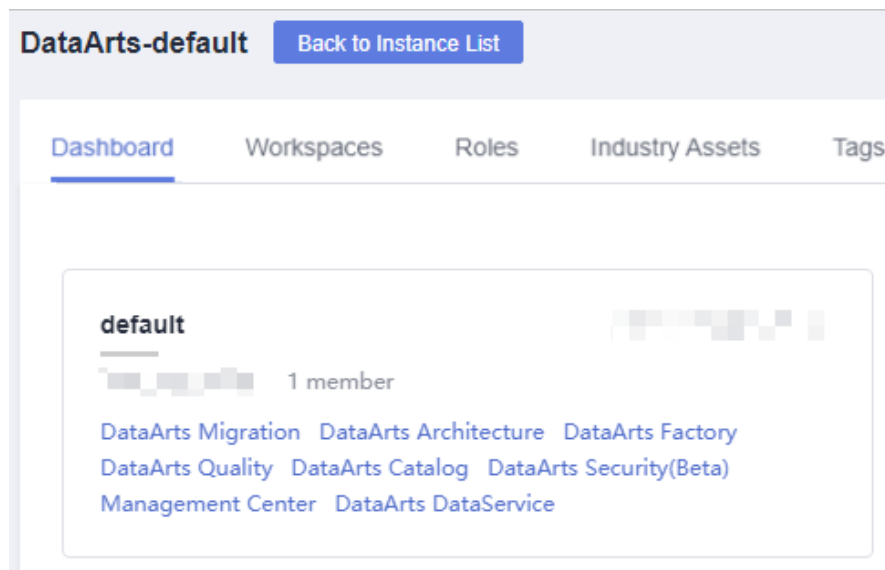 DataArts-default Back to Instance List
Dashboard Workspaces Roles Industry Assets Tags
default
1 member
DataArts Migration DataArts Architecture DataArts Factory
DataArts Quality DataArts Catalog DataArts Security(Beta)
Management Center DataArts DataService